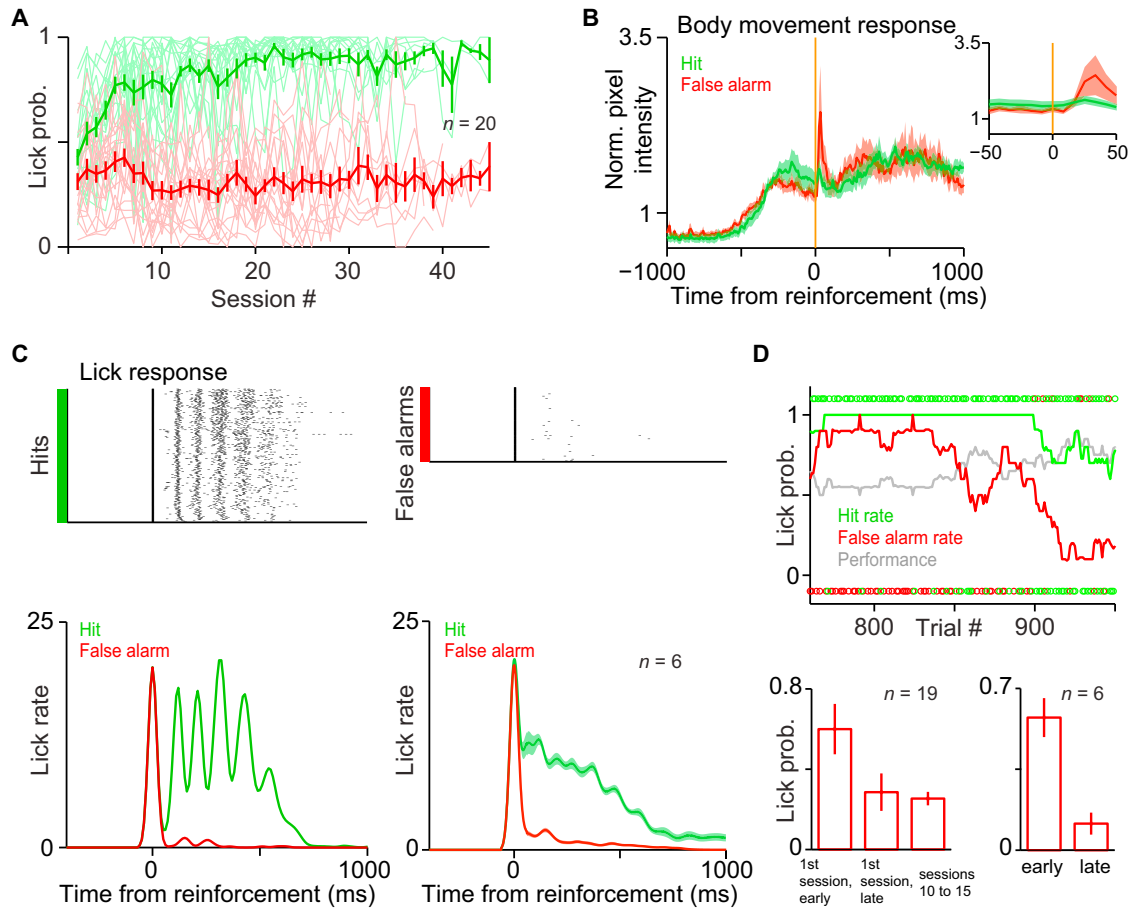 A
1
Lick prob.
0
n = 20
10
20
30
40
Session #
B
Body movement response
3.5
Hit
False alarm
Norm. pixel
intensity
1
−1000
0
1000
Time from reinforcement (ms)
3.5
1
−50
0
50
C
Lick response
Hits
False alarms
25
Hit
False alarm
Lick rate
0
0
1000
Time from reinforcement (ms)
25
Hit
False alarm
n = 6
Lick rate
0
0
1000
Time from reinforcement (ms)
D
1
Lick prob.
Hit rate
False alarm rate
Performance
0
800
Trial #
900
0.8
n = 19
Lick prob.
0
1st
session,
early
1st
session,
late
sessions
10 to 15
0.7
n = 6
0
early
late